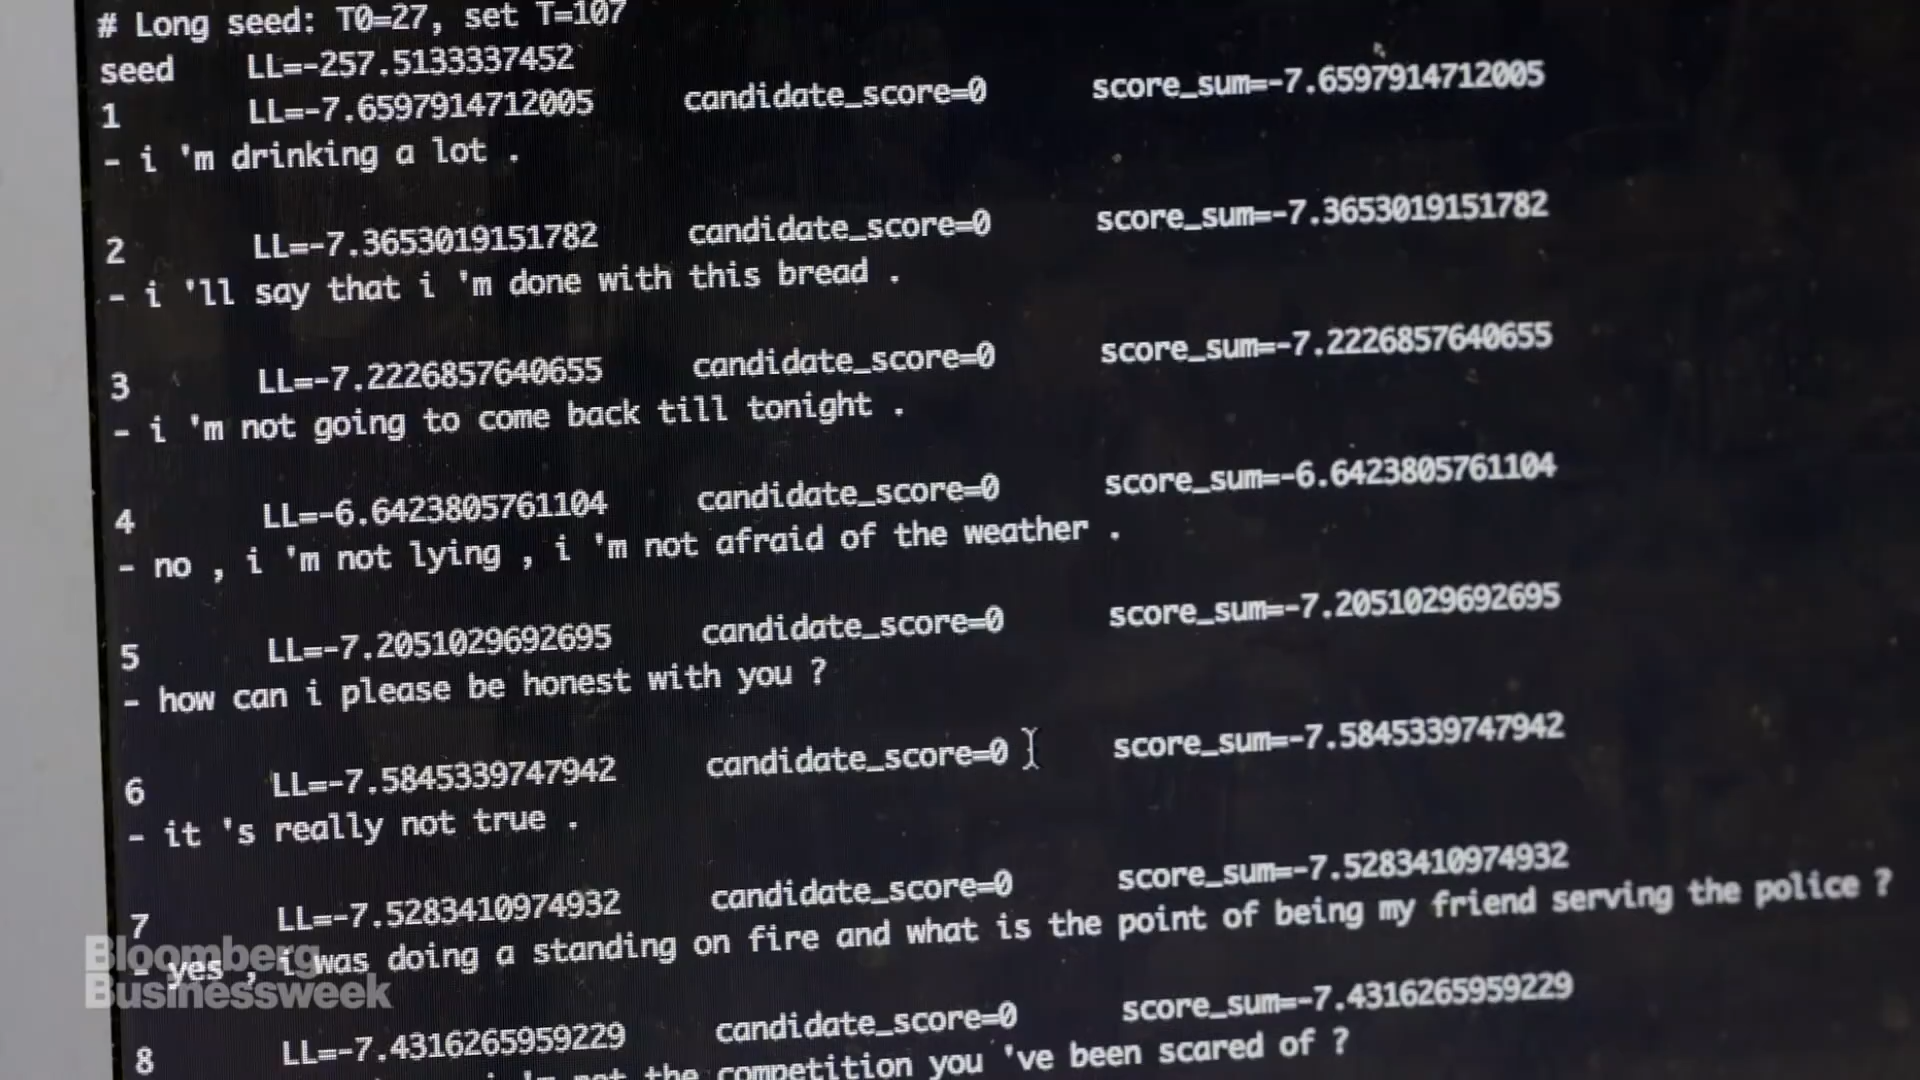 # Long seed: T0=27, set T=107
seed LL=-257.5133337452
1 LL=-7.6597914712005 candidate_score=0 score_sum=-7.6597914712005
- i 'm drinking a lot .
2 LL=-7.3653019151782 candidate_score=0 score_sum=-7.3653019151782
- i 'll say that i 'm done with this bread .
3 LL=-7.2226857640655 candidate_score=0 score_sum=-7.2226857640655
- i 'm not going to come back till tonight .
4 LL=-6.6423805761104 candidate_score=0 score_sum=-6.6423805761104
- no , i 'm not lying , i 'm not afraid of the weather .
5 LL=-7.2051029692695 candidate_score=0 score_sum=-7.2051029692695
- how can i please be honest with you ?
6 LL=-7.5845339747942 candidate_score=0 score_sum=-7.5845339747942
- it 's really not true .
7 LL=-7.5283410974932 candidate_score=0 score_sum=-7.5283410974932
- yes , i was doing a standing on fire and what is the point of being my friend serving the police ?
8 LL=-7.4316265959229 candidate_score=0 score_sum=-7.4316265959229
i 'm not the competition you 've been scared of ?
Bloomberg
Businessweek